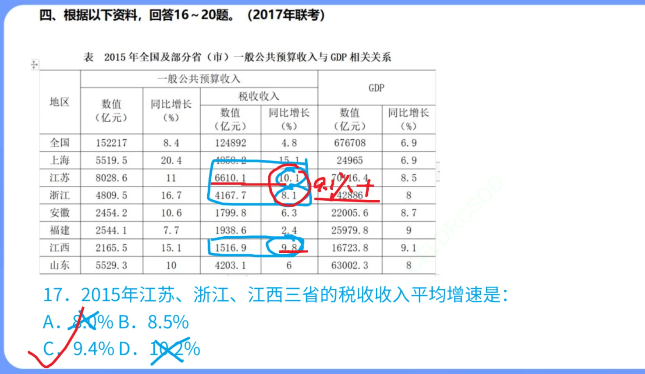 四、根据以下资料，回答16～20题。（2017年联考）
表 2015年全国及部分省（市）一般公共预算收入与GDP相关关系
地区 一般公共预算收入 GDP
税收收入
数值（亿元） 同比增长（%） 数值（亿元） 同比增长（%） 数值（亿元） 同比增长（%）
全国 152217 8.4 124892 4.8 676708 6.9
上海 5519.5 20.4 4858.2 15.1 24965 6.9
江苏 8028.6 11 6610.1 10.1 70116.4 8.5
浙江 4809.5 16.7 4167.7 8.1 42886 8
安徽 2454.2 10.6 1799.8 6.3 22005.6 8.7
福建 2544.1 7.7 1938.6 2.4 25979.8 9
江西 2165.5 15.1 1516.9 9.8 16723.8 9.1
山东 5529.3 10 4203.1 6 63002.3 8
9.1%+
17. 2015年江苏、浙江、江西三省的税收收入平均增速是：
A. 8.0% B. 8.5%
C. 9.4% D. 10.2%